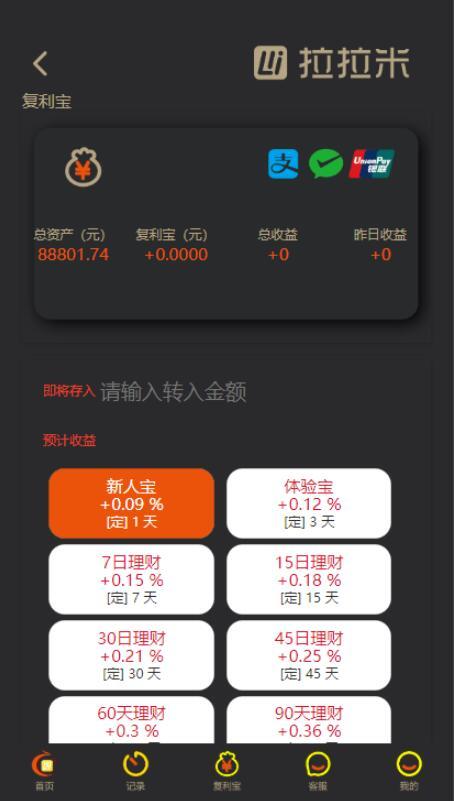 拉拉米
复利宝
UnionPay
银联
总资产（元） 复利宝（元） 总收益 昨日收益
88801.74 +0.0000 +0 +0
即将存入 请输入转入金额
预计收益
新人宝
+0.09 %
[定] 1 天
体验宝
+0.12 %
[定] 3 天
7日理财
+0.15 %
[定] 7 天
15日理财
+0.18 %
[定] 15 天
30日理财
+0.21 %
[定] 30 天
45日理财
+0.25 %
[定] 45 天
60天理财
+0.3 %
90天理财
+0.36 %
首页 记录 复利宝 客服 我的